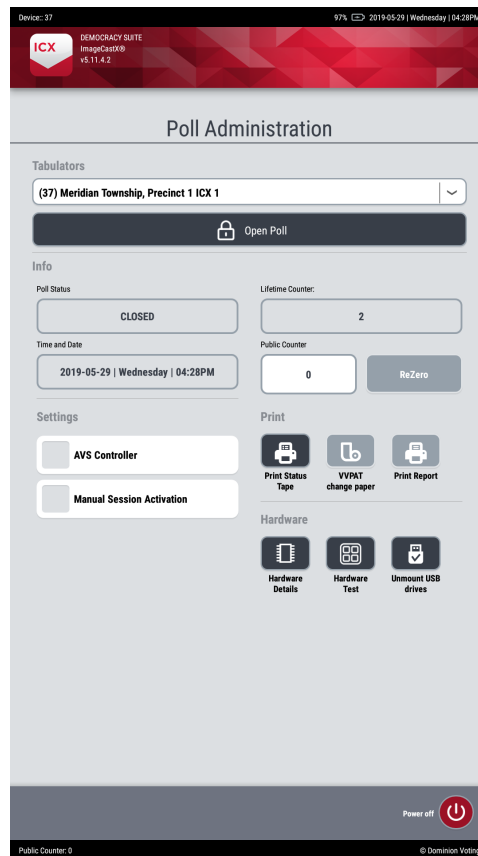 Device:: 37
97% 2019-05-29 | Wednesday | 04:28PM
ICX
DEMOCRACY SUITE
ImageCastX®
v5.11.4.2
Poll Administration
Tabulators
(37) Meridian Township, Precinct 1 ICX 1
Open Poll
Info
Poll Status
Lifetime Counter:
CLOSED
2
Time and Date
Public Counter
2019-05-29 | Wednesday | 04:28PM
0
ReZero
Settings
Print
AVS Controller
Manual Session Activation
Print Status
Tape
VVPAT
change paper
Print Report
Hardware
Hardware
Details
Hardware
Test
Unmount USB
drives
Power off
Public Counter: 0
© Dominion Voting